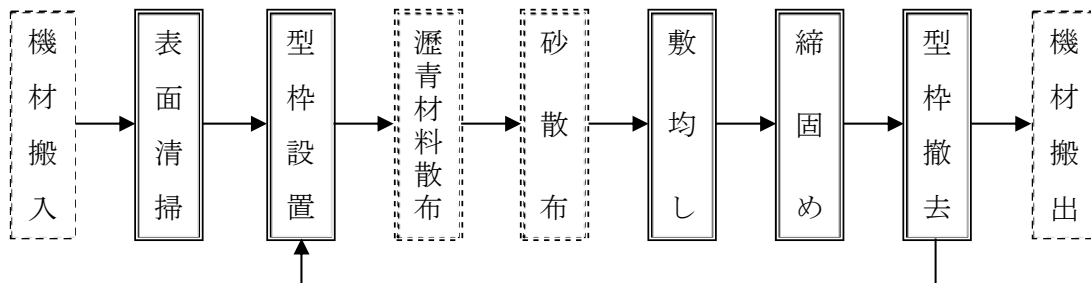 機材搬入
表面清掃
型枠設置
瀝青材料散布
砂散布
敷均し
締固め
型枠撤去
機材搬出